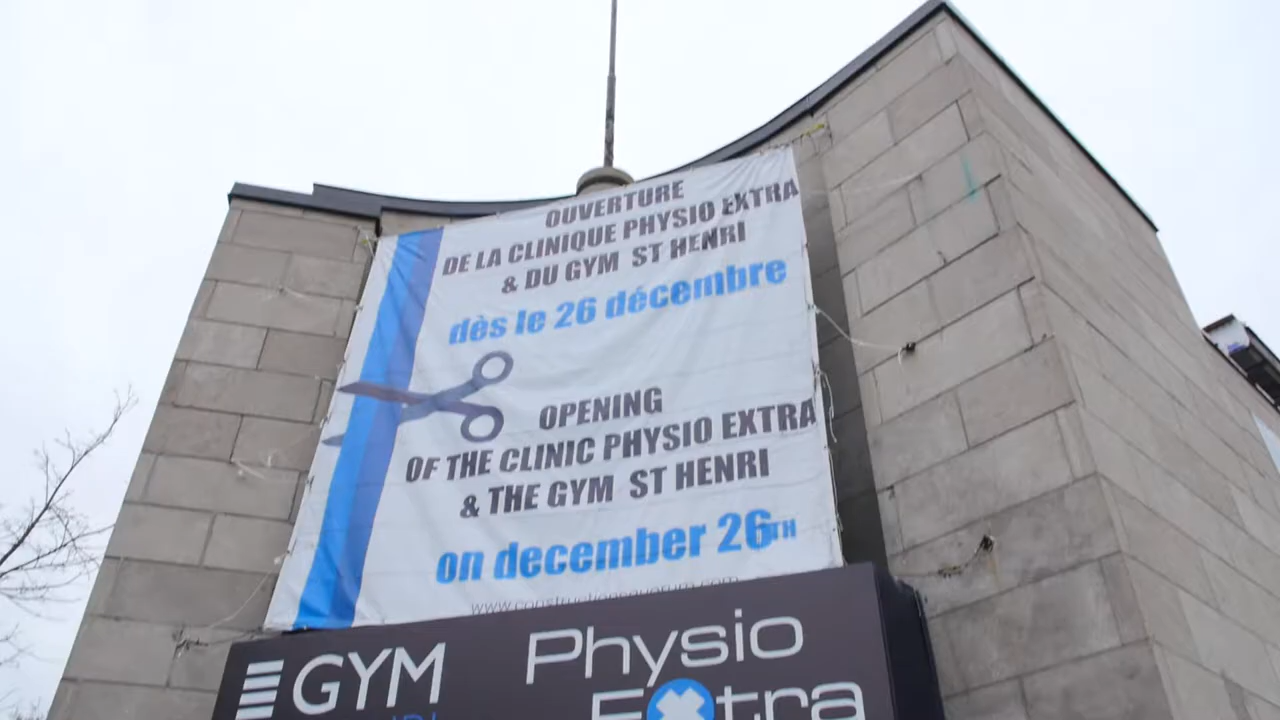 OUVERTURE
DE LA CLINIQUE PHYSIO EXTRA
& DU GYM ST HENRI
dès le 26 décembre
OPENING
OF THE CLINIC PHYSIO EXTRA
& THE GYM ST HENRI
on december 26TH
GYM
Physio
Extra